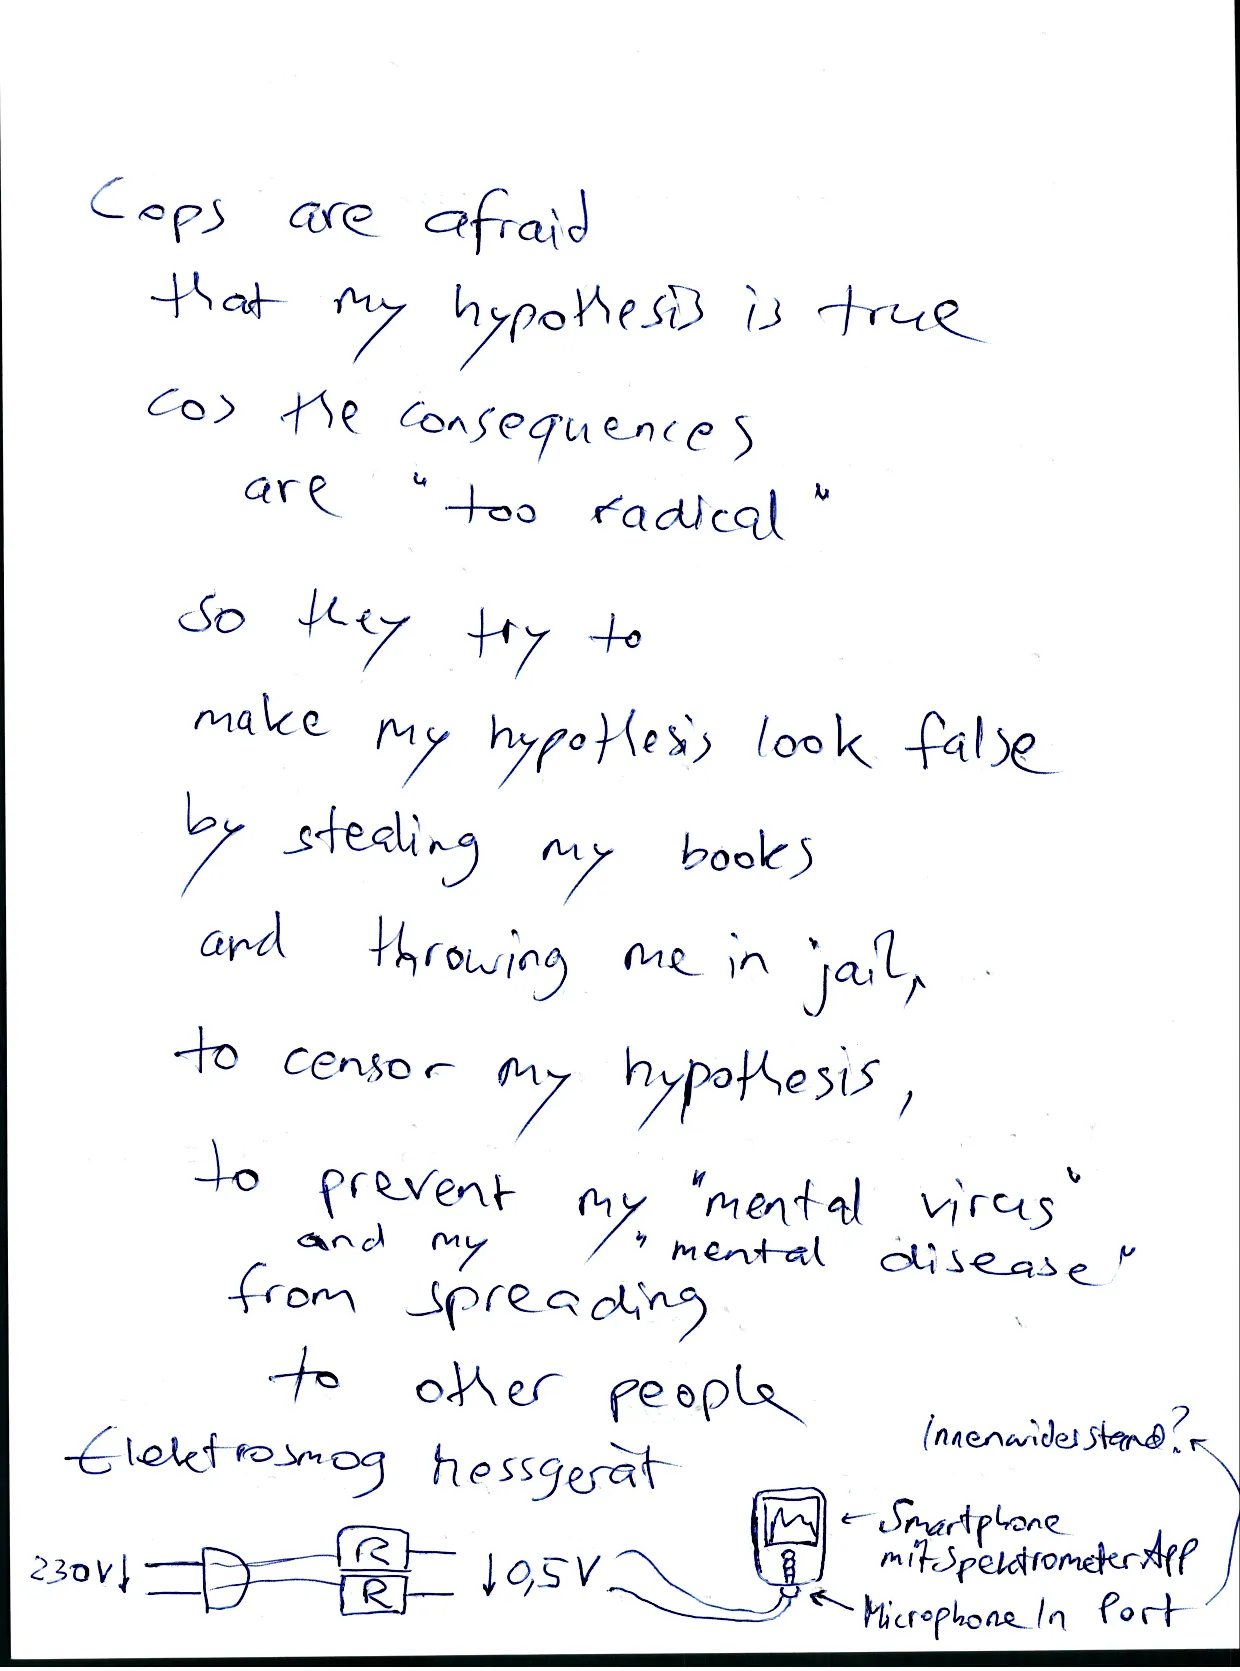 Cops are afraid
that my hypothesis is true
cos the consequences
are "too radical"
so they try to
make my hypothesis look false
by stealing my books
and throwing me in jail,
to censor my hypothesis,
to prevent my "mental virus"
and my "mental disease"
from spreading
to other people
Elektrosmog messgerät
Innenwiderstand?
Smartphone
mit Spektrometer App
230V
R
R
0,5V
Microphone In Port